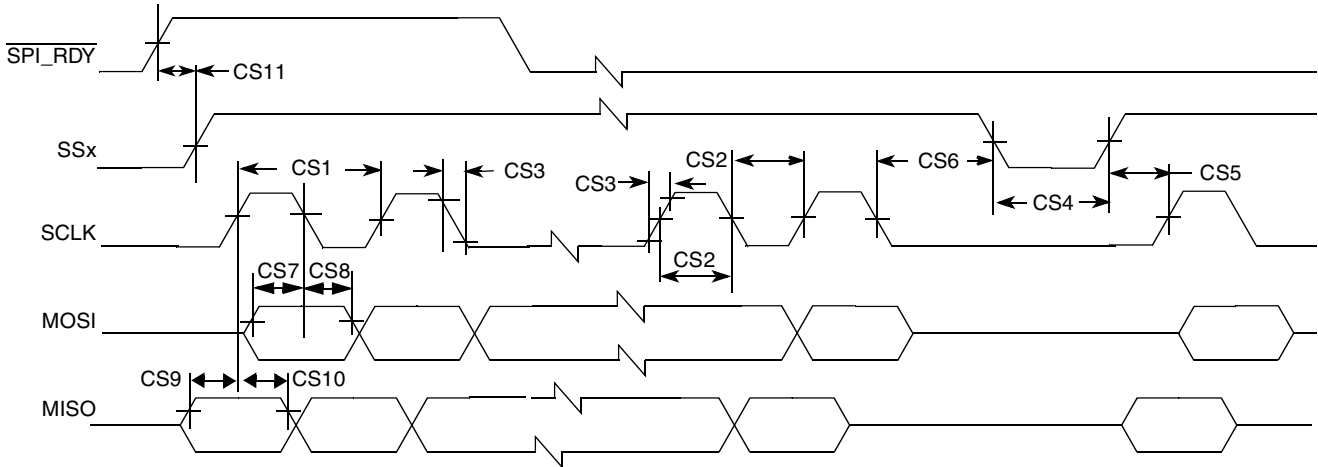 SPI_RDY
CS11
SSx
CS1
CS3
CS3
CS2
CS6
CS4
CS5
SCLK
CS2
CS7
CS8
MOSI
CS9
CS10
MISO